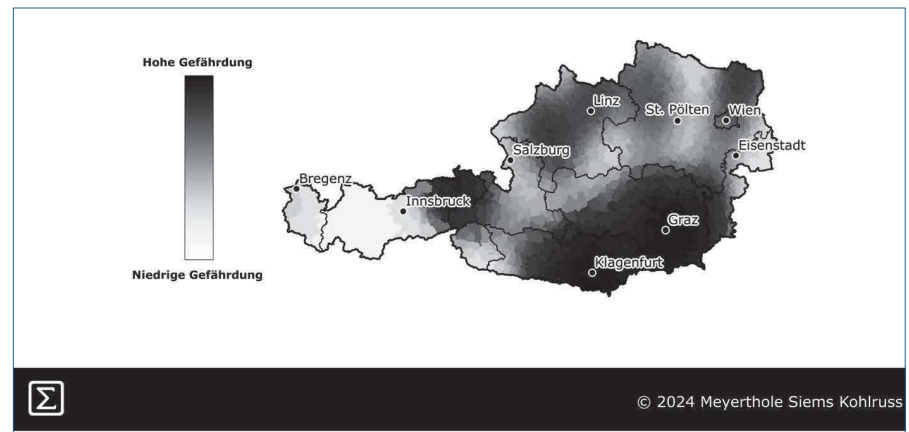 Hohe Gefährdung
Niedrige Gefährdung
Linz
St. Pölten
Wien
Salzburg
Eisenstadt
Bregenz
Innsbruck
Graz
Klagenfurt
Σ
© 2024 Meyerthole Siems Kohlruss